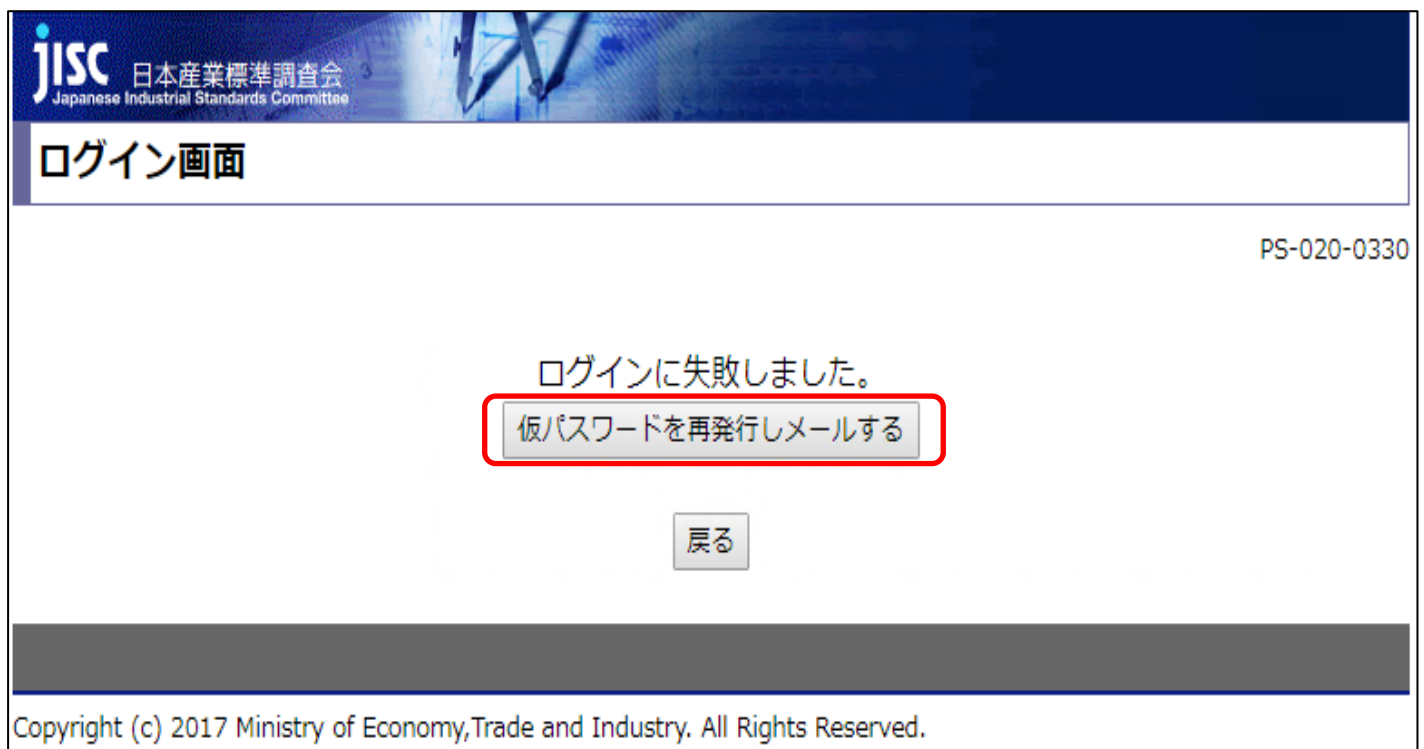 jISC 日本産業標準調査会
Japanese Industrial Standards Committee
ログイン画面
PS-020-0330
ログインに失敗しました。
仮パスワードを再発行しメールする
戻る
Copyright (c) 2017 Ministry of Economy,Trade and Industry. All Rights Reserved.